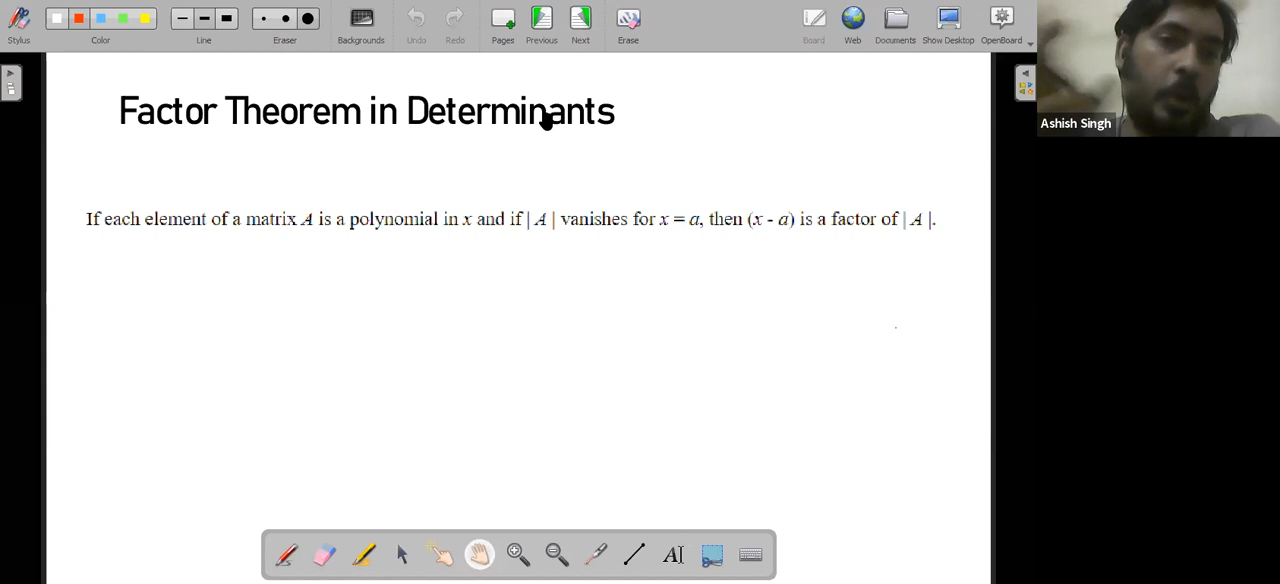 Stylus Color Line Eraser Backgrounds Undo Redo Pages Previous Next Erase Board Web Documents Show Desktop OpenBoard
Ashish Singh
Factor Theorem in Determinants
If each element of a matrix A is a polynomial in x and if | A | vanishes for x = a, then (x - a) is a factor of | A |.
A